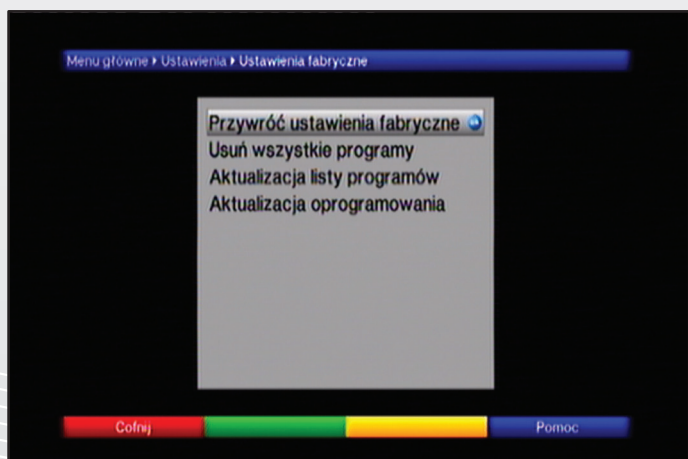 Menu główne ▸ Ustawienia ▸ Ustawienia fabryczne
Przywróć ustawienia fabryczne
Usuń wszystkie programy
Aktualizacja listy programów
Aktualizacja oprogramowania
Cofnij Pomoc